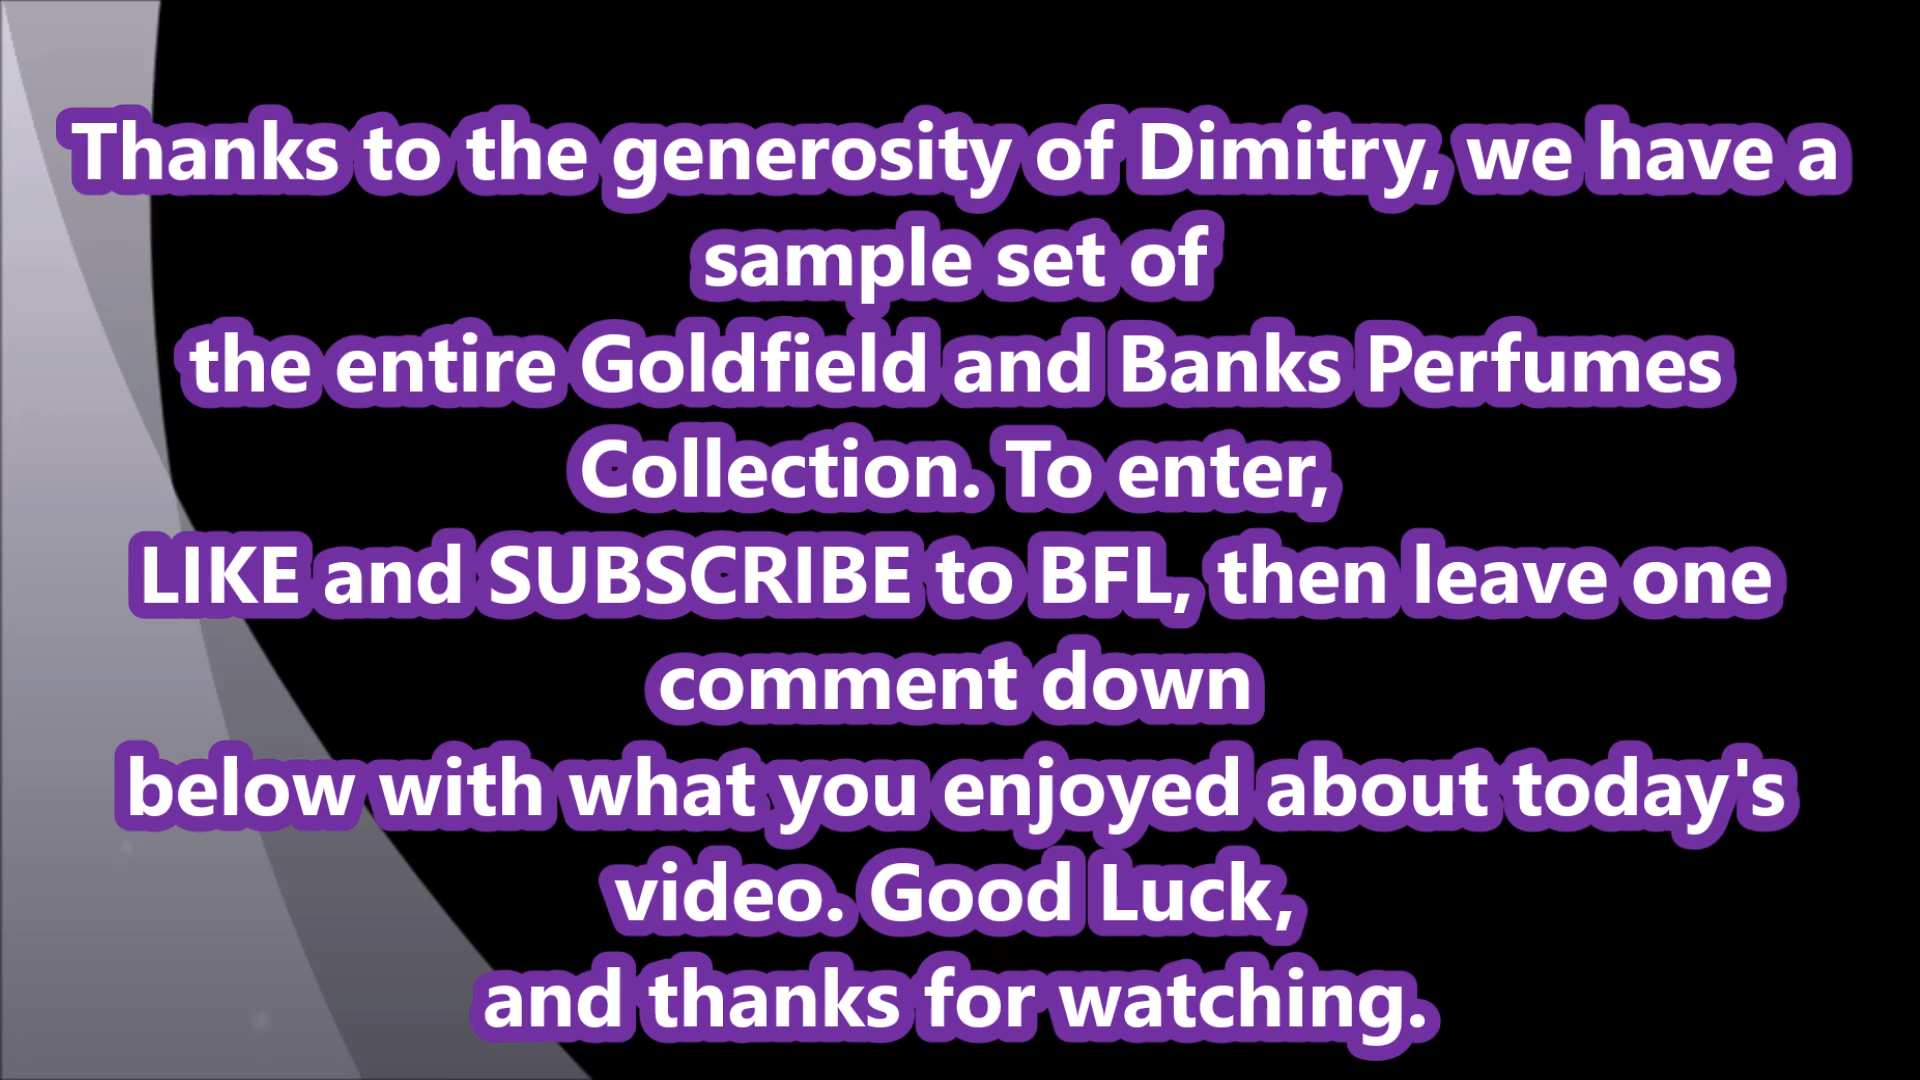 Thanks to the generosity of Dimitry, we have a
sample set of
the entire Goldfield and Banks Perfumes
Collection. To enter,
LIKE and SUBSCRIBE to BFL, then leave one
comment down
below with what you enjoyed about today's
video. Good Luck,
and thanks for watching.